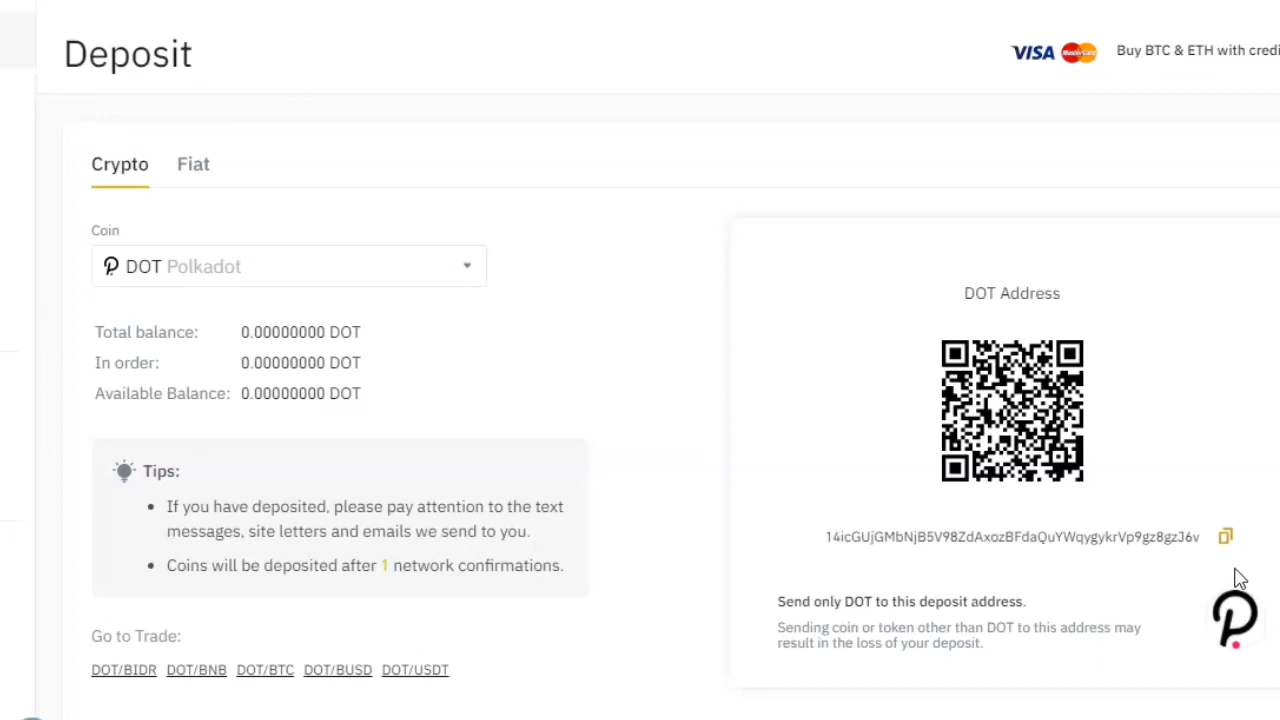 Deposit
VISA MasterCard Buy BTC & ETH with credi
Crypto Fiat
Coin
DOT Polkadot
DOT Address
Total balance: 0.00000000 DOT
In order: 0.00000000 DOT
Available Balance: 0.00000000 DOT
Tips:
If you have deposited, please pay attention to the text
messages, site letters and emails we send to you.
Coins will be deposited after 1 network confirmations.
14icGUjGMbNjB5V98ZdAxozBFdaQuYWqygykrVp9gz8gzJ6v
Send only DOT to this deposit address.
Sending coin or token other than DOT to this address may
result in the loss of your deposit.
Go to Trade:
DOT/BIDR DOT/BNB DOT/BTC DOT/BUSD DOT/USDT